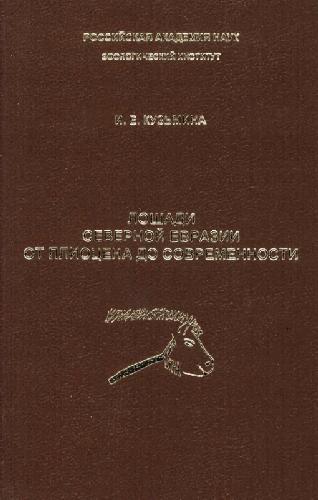 РОССИЙСКАЯ АКАДЕМИЯ НАУК
ЗООЛОГИЧЕСКИЙ ИНСТИТУТ
И. Е. КУЗЬМИНА
ЛОШАДИ
СЕВЕРНОЙ ЕВРАЗИИ
ОТ ПЛИОЦЕНА ДО СОВРЕМЕННОСТИ